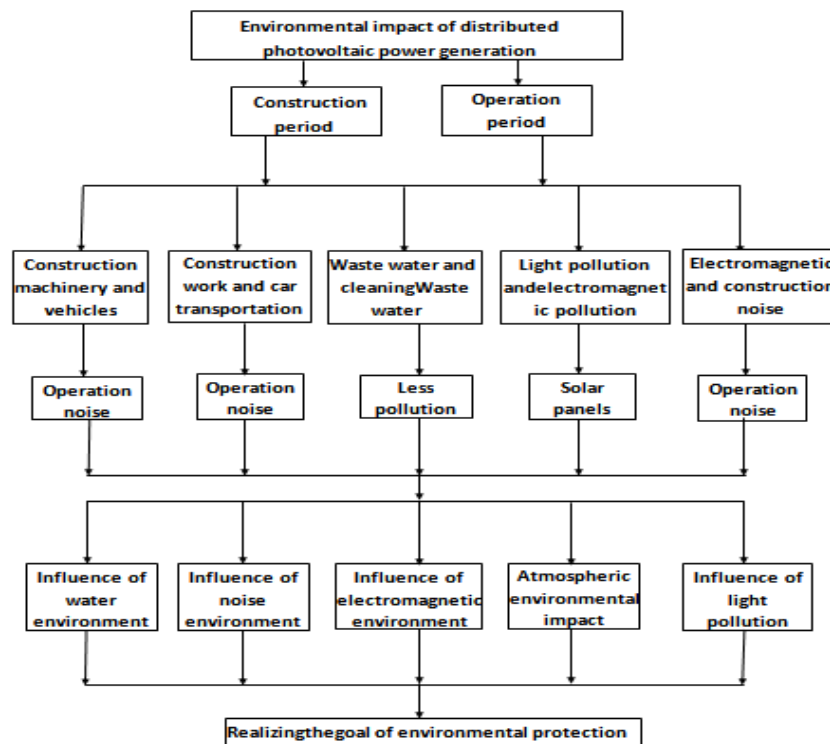 Environmental impact of distributed
photovoltaic power generation
Construction
period
Operation
period
Construction
machinery and
vehicles
Construction
work and car
transportation
Waste water and
cleaningWaste
water
Light pollution
andelectromagnet
ic pollution
Electromagnetic
and construction
noise
Operation
noise
Operation
noise
Less
pollution
Solar
panels
Operation
noise
Influence of
water
environment
Influence of
noise
environment
Influence of
electromagnetic
environment
Atmospheric
environmental
impact
Influence of
light
pollution
Realizingthegoal of environmental protection